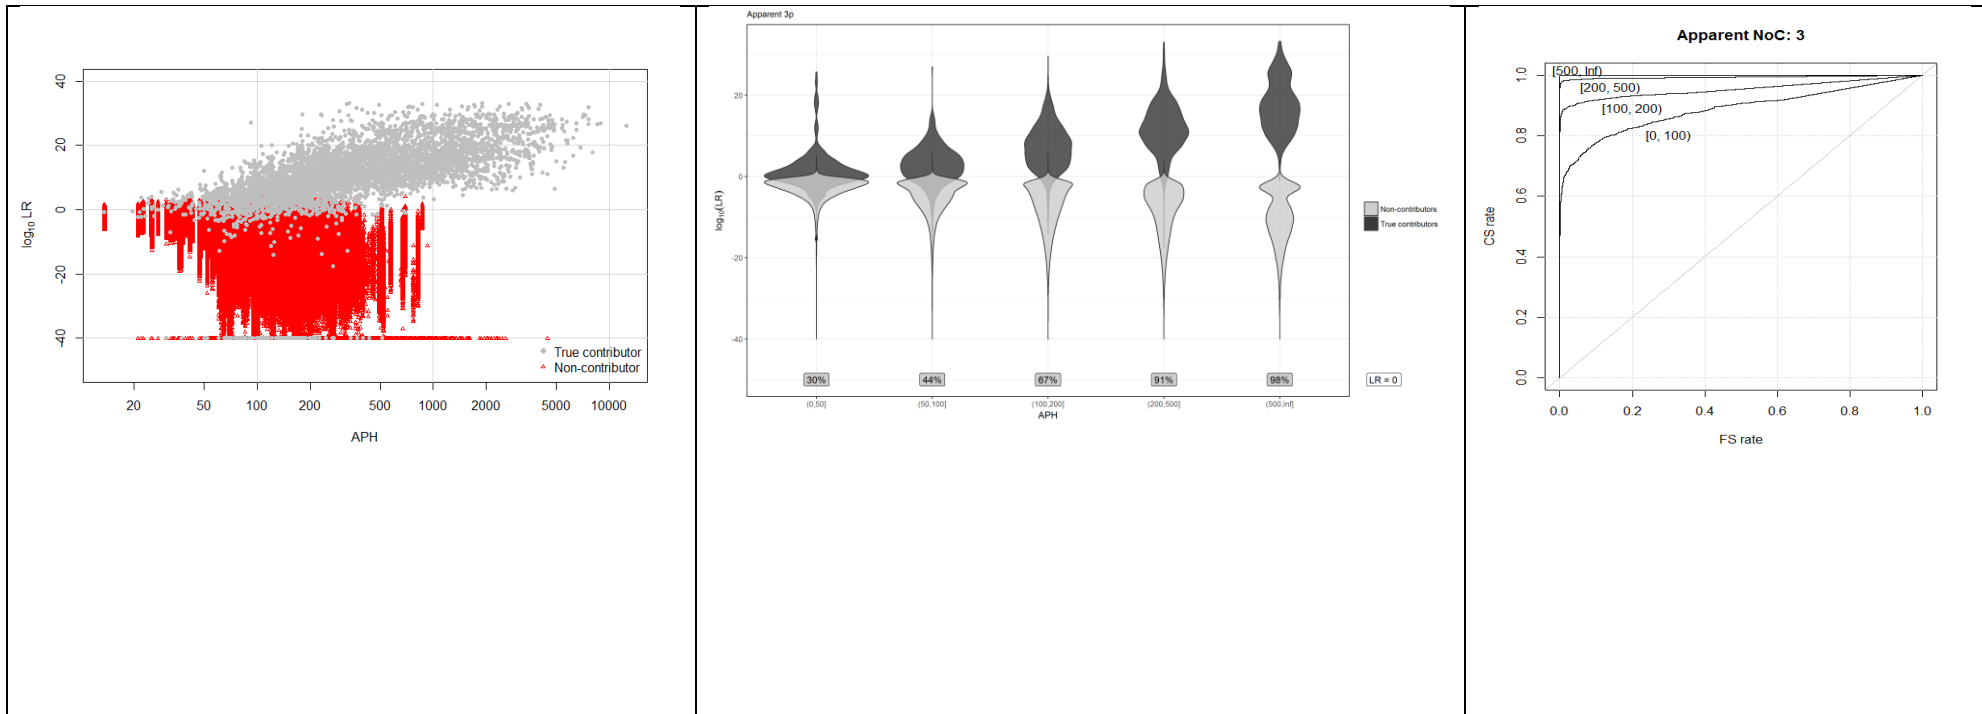 40
20
0
-20
-40
log10 LR
True contributor
Non-contributor
20 50 100 200 500 1000 2000 5000 10000
APH
Apparent 3p
20
0
-20
-40
log10(LR)
Non-contributors
True contributors
30% 44% 67% 91% 98% LR = 0
(0,50] (50,100] (100,200] (200,500] (500,Inf]
APH
Apparent NoC: 3
[500, Inf)
[200, 500)
[100, 200)
[0, 100)
1.0
0.8
0.6
0.4
0.2
0.0
CS rate
0.0 0.2 0.4 0.6 0.8 1.0
FS rate